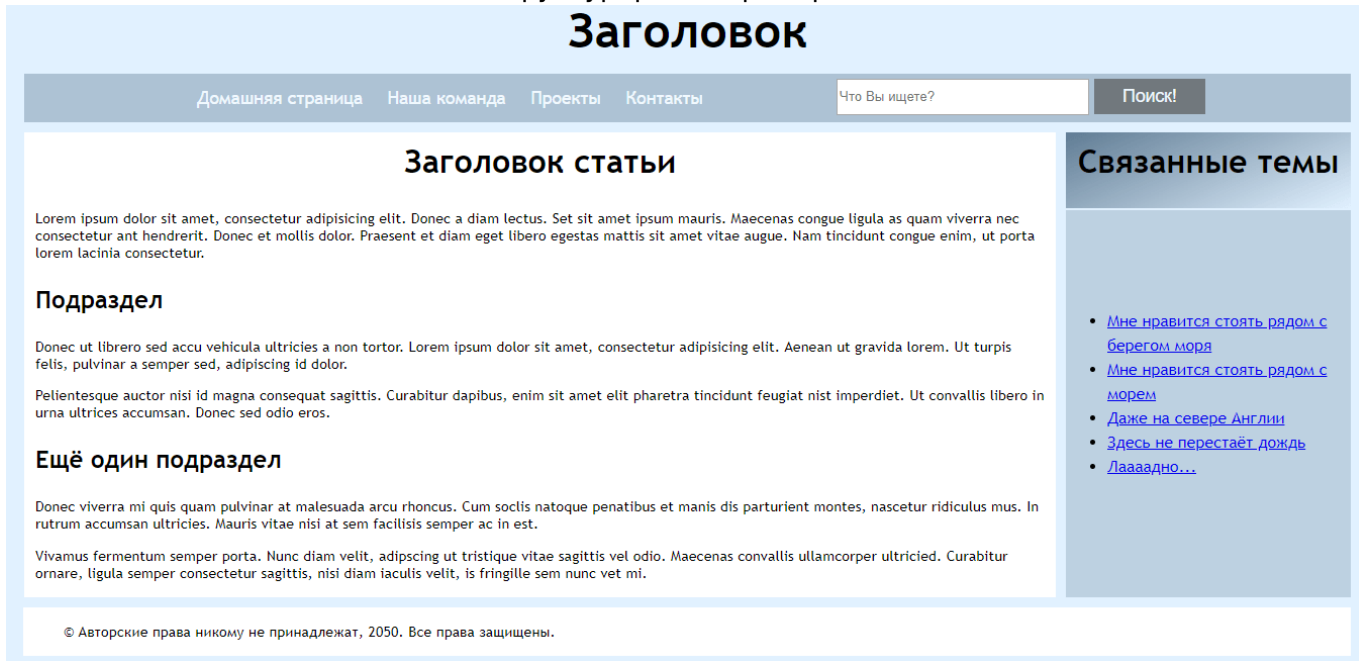 Заголовок
Домашняя страница Наша команда Проекты Контакты Что Вы ищете? Поиск!
Заголовок статьи
Lorem ipsum dolor sit amet, consectetur adipisicing elit. Donec a diam lectus. Set sit amet ipsum mauris. Maecenas congue ligula as quam viverra nec
consectetur ant hendrerit. Donec et mollis dolor. Praesent et diam eget libero egestas mattis sit amet vitae augue. Nam tincidunt congue enim, ut porta
lorem lacinia consectetur.
Подраздел
Donec ut librero sed accu vehicula ultricies a non tortor. Lorem ipsum dolor sit amet, consectetur adipisicing elit. Aenean ut gravida lorem. Ut turpis
felis, pulvinar a semper sed, adipiscing id dolor.
Pelientesque auctor nisi id magna consequat sagittis. Curabitur dapibus, enim sit amet elit pharetra tincidunt feugiat nist imperdiet. Ut convallis libero in
urna ultrices accumsan. Donec sed odio eros.
Ещё один подраздел
Donec viverra mi quis quam pulvinar at malesuada arcu rhoncus. Cum soclis natoque penatibus et manis dis parturient montes, nascetur ridiculus mus. In
rutrum accumsan ultricies. Mauris vitae nisi at sem facilisis semper ac in est.
Vivamus fermentum semper porta. Nunc diam velit, adipscing ut tristique vitae sagittis vel odio. Maecenas convallis ullamcorper ultricied. Curabitur
ornare, ligula semper consectetur sagittis, nisi diam iaculis velit, is fringille sem nunc vet mi.
Связанные темы
• Мне нравится стоять рядом с
берегом моря
• Мне нравится стоять рядом с
морем
• Даже на севере Англии
• Здесь не перестаёт дождь
• Лаааадно...
© Авторские права никому не принадлежат, 2050. Все права защищены.